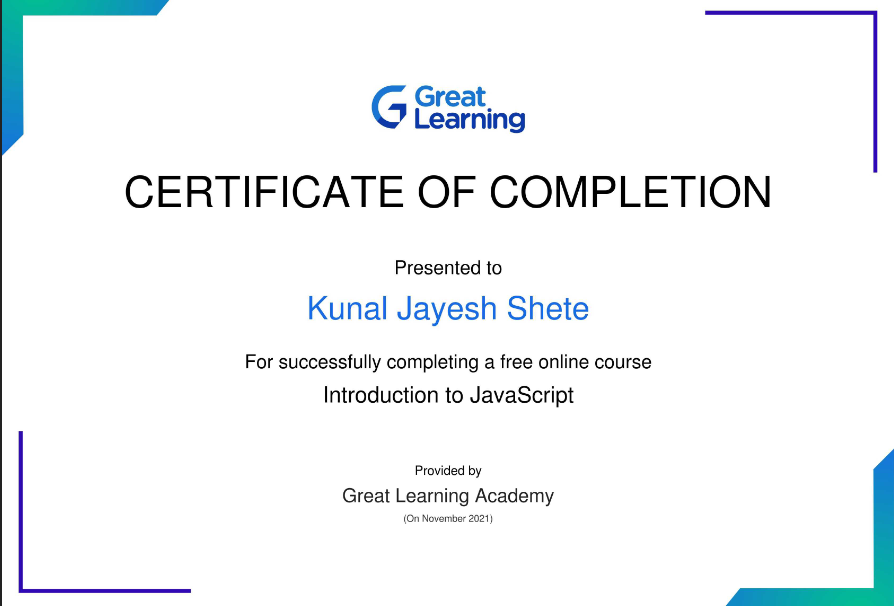 Great
Learning
CERTIFICATE OF COMPLETION
Presented to
Kunal Jayesh Shete
For successfully completing a free online course
Introduction to JavaScript
Provided by
Great Learning Academy
(On November 2021)